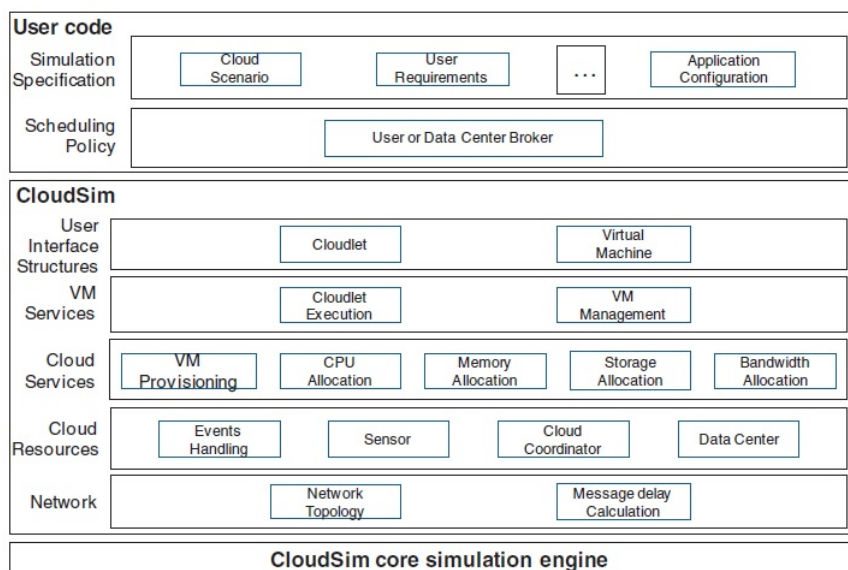 User code
Simulation
Specification
Cloud
Scenario
User
Requirements
...
Application
Configuration
Scheduling
Policy
User or Data Center Broker
CloudSim
User
Interface
Structures
Cloudlet
Virtual
Machine
VM
Services
Cloudlet
Execution
VM
Management
Cloud
Services
VM
Provisioning
CPU
Allocation
Memory
Allocation
Storage
Allocation
Bandwidth
Allocation
Cloud
Resources
Events
Handling
Sensor
Cloud
Coordinator
Data Center
Network
Network
Topology
Message delay
Calculation
CloudSim core simulation engine